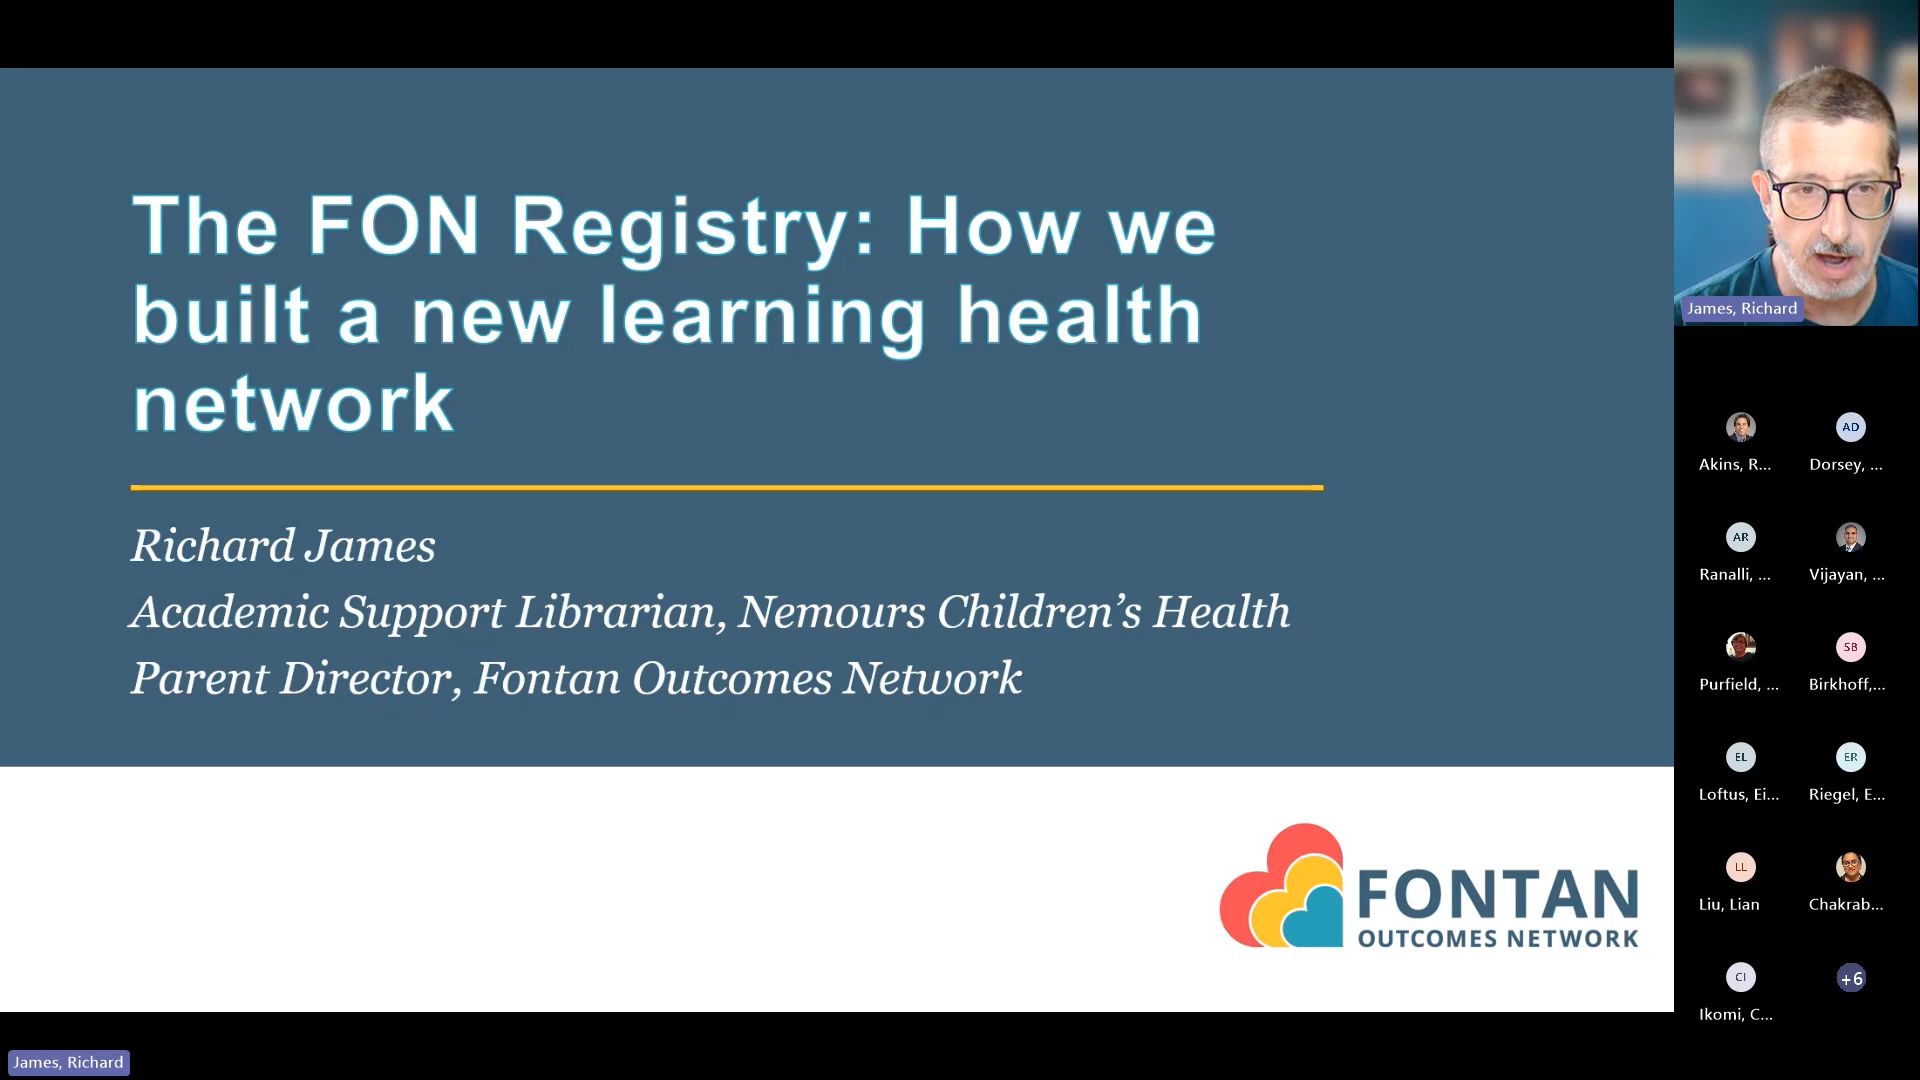 The FON Registry: How we
built a new learning health
network
Richard James
Academic Support Librarian, Nemours Children’s Health
Parent Director, Fontan Outcomes Network
FONTAN
OUTCOMES NETWORK
James, Richard
James, Richard
AD
Akins, R...
Dorsey, ...
AR
Ranalli, ...
Vijayan, ...
SB
Purfield, ...
Birkhoff,...
EL
ER
Loftus, Ei...
Riegel, E...
LL
Liu, Lian
Chakrab...
CI
+6
Ikomi, C...